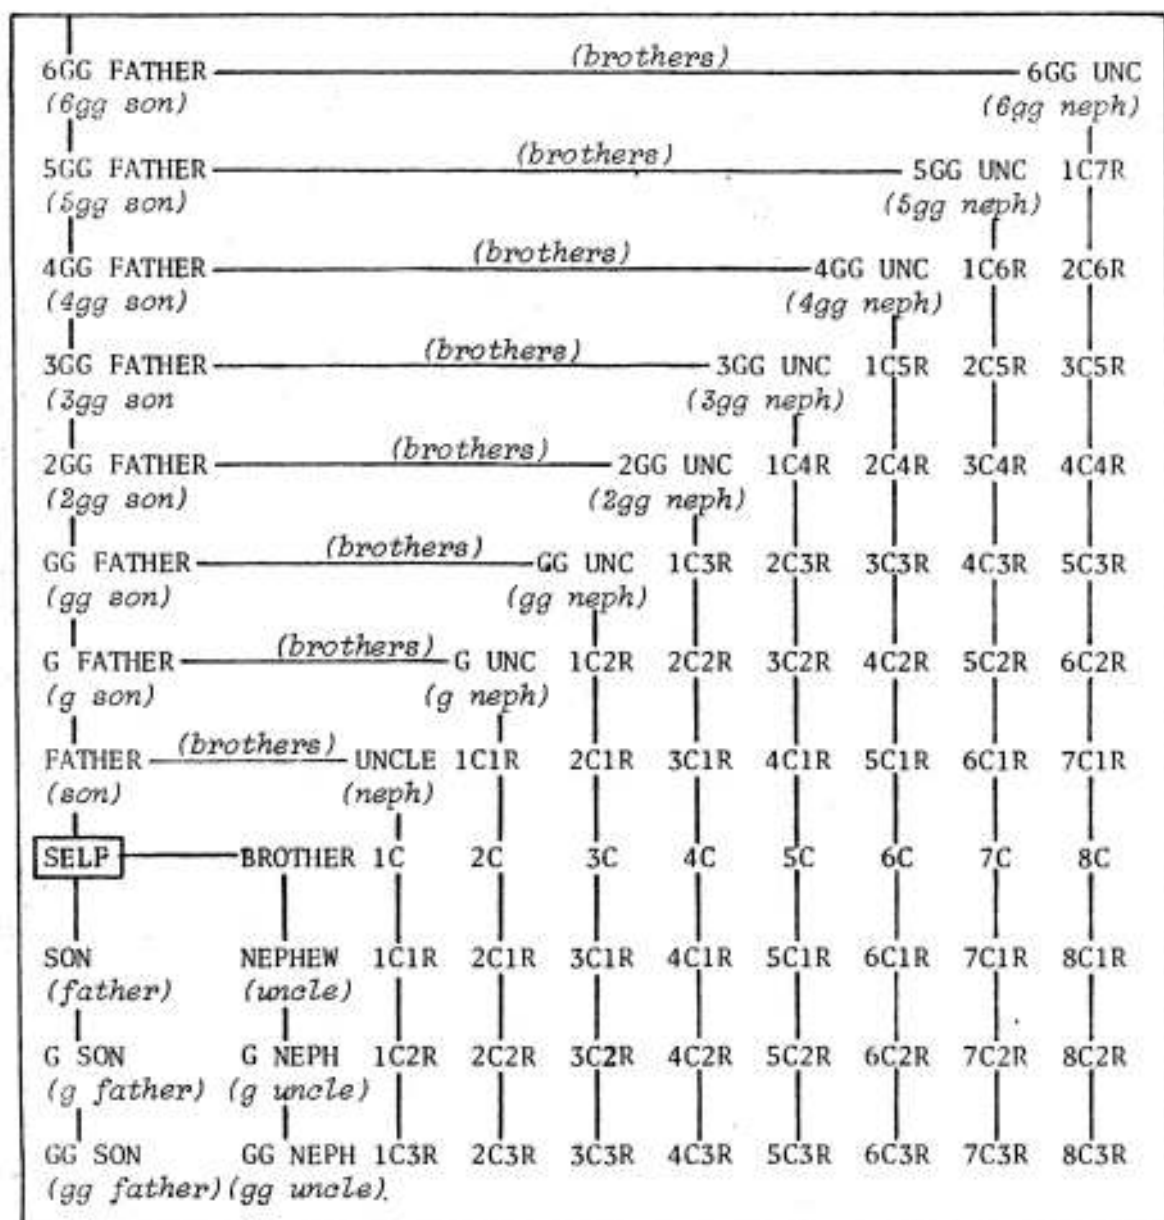 (brothers)
6GG FATHER 6GG UNC
(6gg son) (6gg neph)
(brothers)
5GG FATHER 5GG UNC 1C7R
(5gg son) (5gg neph)
(brothers)
4GG FATHER 4GG UNC 1C6R 2C6R
(4gg son) (4gg neph)
(brothers)
3GG FATHER 3GG UNC 1C5R 2C5R 3C5R
(3gg son (3gg neph)
(brothers)
2GG FATHER 2GG UNC 1C4R 2C4R 3C4R 4C4R
(2gg son) (2gg neph)
(brothers)
GG FATHER GG UNC 1C3R 2C3R 3C3R 4C3R 5C3R
(gg son) (gg neph)
(brothers)
G FATHER G UNC 1C2R 2C2R 3C2R 4C2R 5C2R 6C2R
(g son) (g neph)
(brothers)
FATHER UNCLE 1C1R 2C1R 3C1R 4C1R 5C1R 6C1R 7C1R
(son) (neph)
SELF BROTHER 1C 2C 3C 4C 5C 6C 7C 8C
SON NEPHEW 1C1R 2C1R 3C1R 4C1R 5C1R 6C1R 7C1R 8C1R
(father) (uncle)
G SON G NEPH 1C2R 2C2R 3C2R 4C2R 5C2R 6C2R 7C2R 8C2R
(g father) (g uncle)
GG SON GG NEPH 1C3R 2C3R 3C3R 4C3R 5C3R 6C3R 7C3R 8C3R
(gg father) (gg uncle).